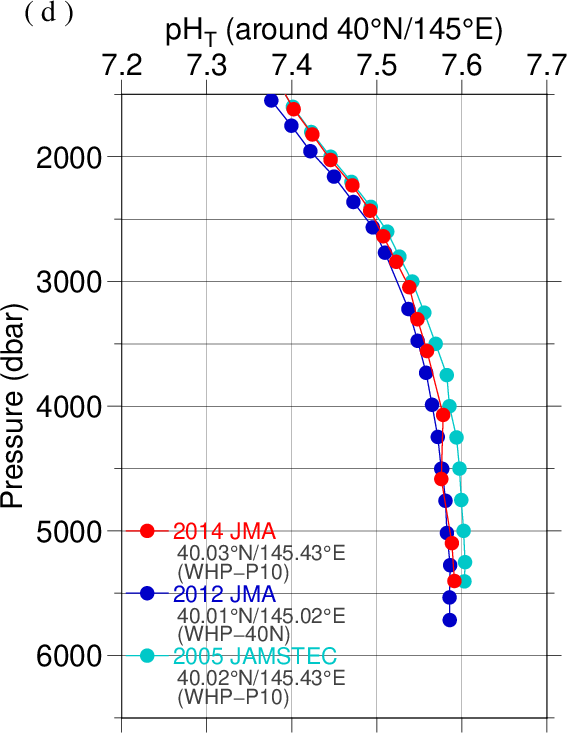 ( d )
pH_T (around 40°N/145°E)
7.2 7.3 7.4 7.5 7.6 7.7
2000
3000
4000
5000
6000
Pressure (dbar)
2014 JMA
40.03°N/145.43°E
(WHP−P10)
2012 JMA
40.01°N/145.02°E
(WHP−40N)
2005 JAMSTEC
40.02°N/145.43°E
(WHP−P10)